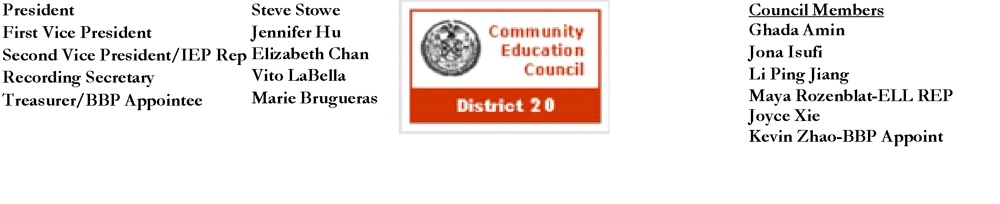 President Steve Stowe
First Vice President Jennifer Hu
Second Vice President/IEP Rep Elizabeth Chan
Recording Secretary Vito LaBella
Treasurer/BBP Appointee Marie Brugueras
Community
Education
Council
District 20
Council Members
Ghada Amin
Jona Isufi
Li Ping Jiang
Maya Rozenblat-ELL REP
Joyce Xie
Kevin Zhao-BBP Appoint